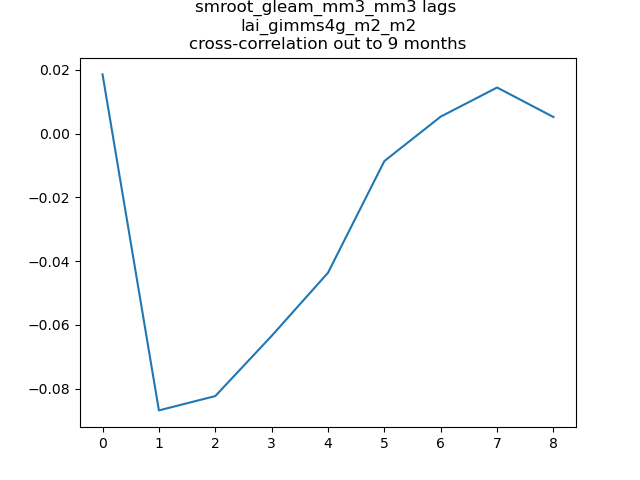 smroot_gleam_mm3_mm3 lags
lai_gimms4g_m2_m2
cross-correlation out to 9 months
0.02
0.00
−0.02
−0.04
−0.06
−0.08
0 1 2 3 4 5 6 7 8